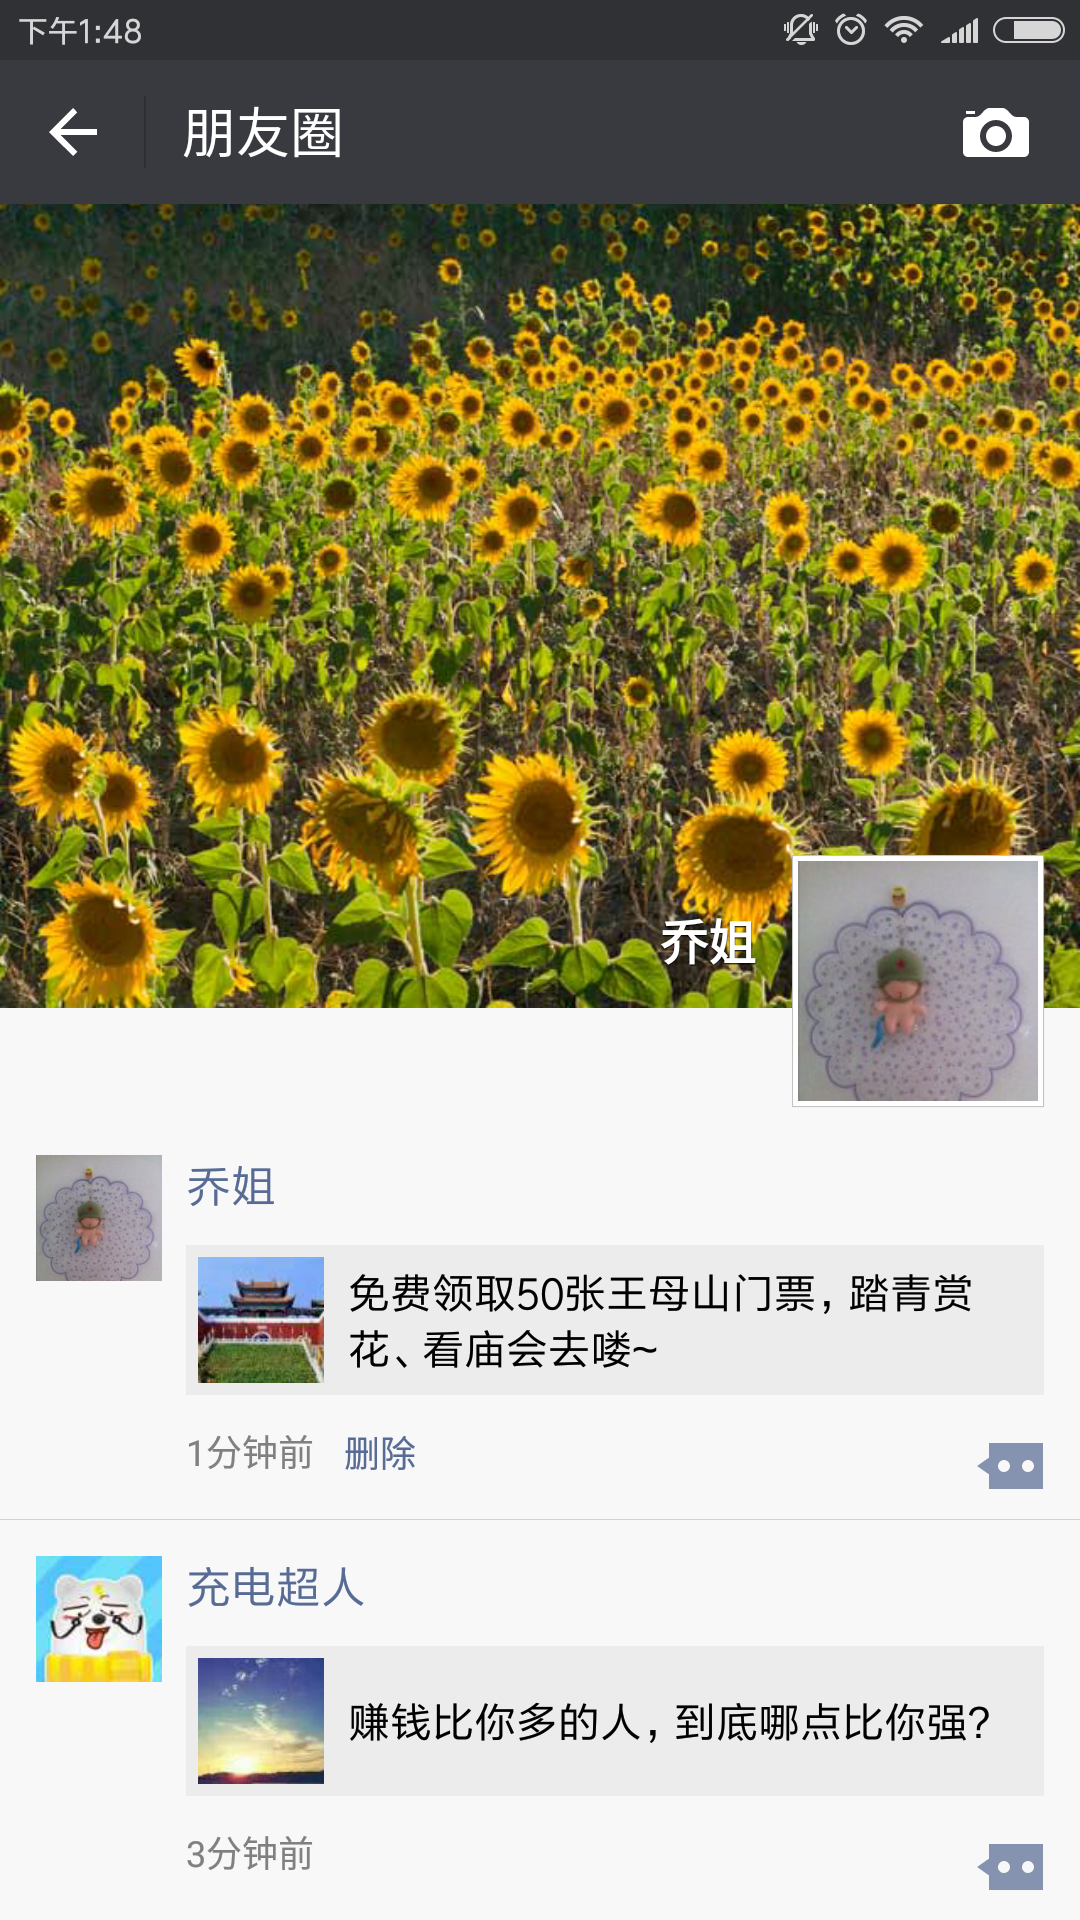 下午1:48
朋友圈
乔姐
乔姐
免费领取50张王母山门票，踏青赏
花、看庙会去喽~
1分钟前 删除
充电超人
赚钱比你多的人，到底哪点比你强?
3分钟前